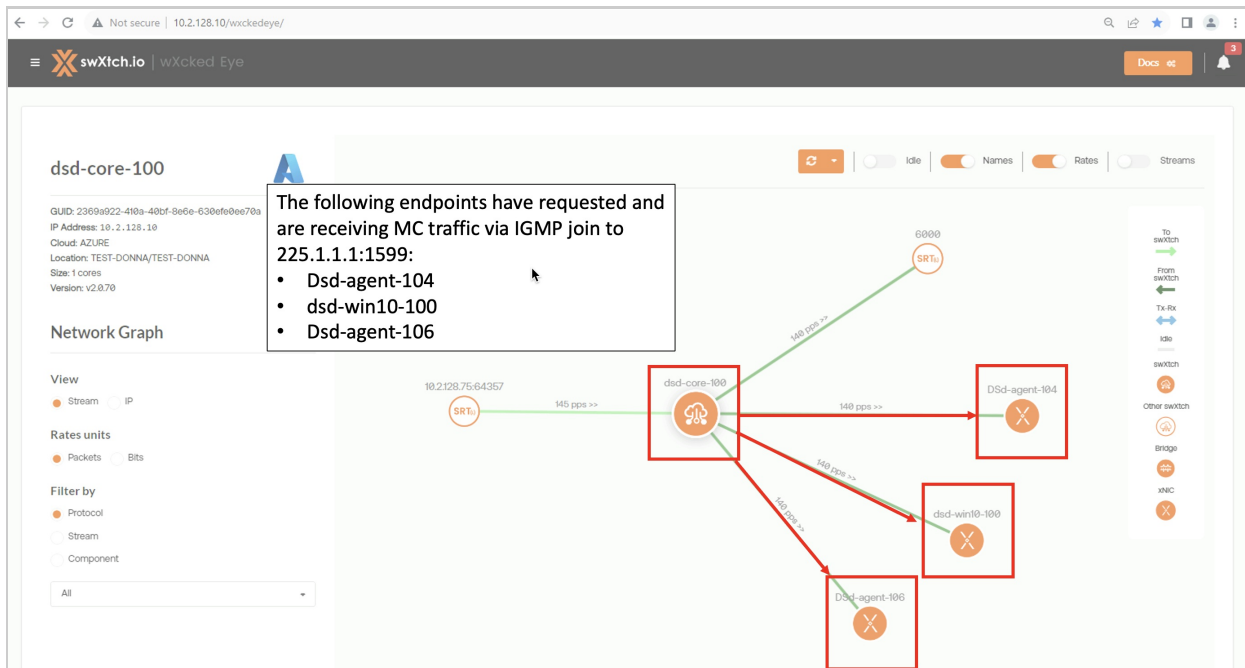 Not secure | 10.2.128.10/wxckedeye/
swXtch.io | wXcked Eye
Docs
3
dsd-core-100
Idle
Names
Rates
Streams
GUID: 2369a922-410a-40bf-8e6e-630efe0ee70a
IP Address: 10.2.128.10
Cloud: AZURE
Location: TEST-DONNA/TEST-DONNA
Size: 1 cores
Version: v2.0.70
The following endpoints have requested and
are receiving MC traffic via IGMP join to
225.1.1.1:1599:
• Dsd-agent-104
• dsd-win10-100
• Dsd-agent-106
Network Graph
View
Stream
IP
Rates units
Packets
Bits
Filter by
Protocol
Stream
Component
All
6000
SRT
140 pps >>
10.2.128.75:64357
SRT
145 pps >>
dsd-core-100
140 pps >>
DSd-agent-104
140 pps >>
dsd-win10-100
140 pps >>
DSd-agent-106
To
swXtch
From
swXtch
Tx-Rx
Idle
swXtch
Other swXtch
Bridge
xNIC